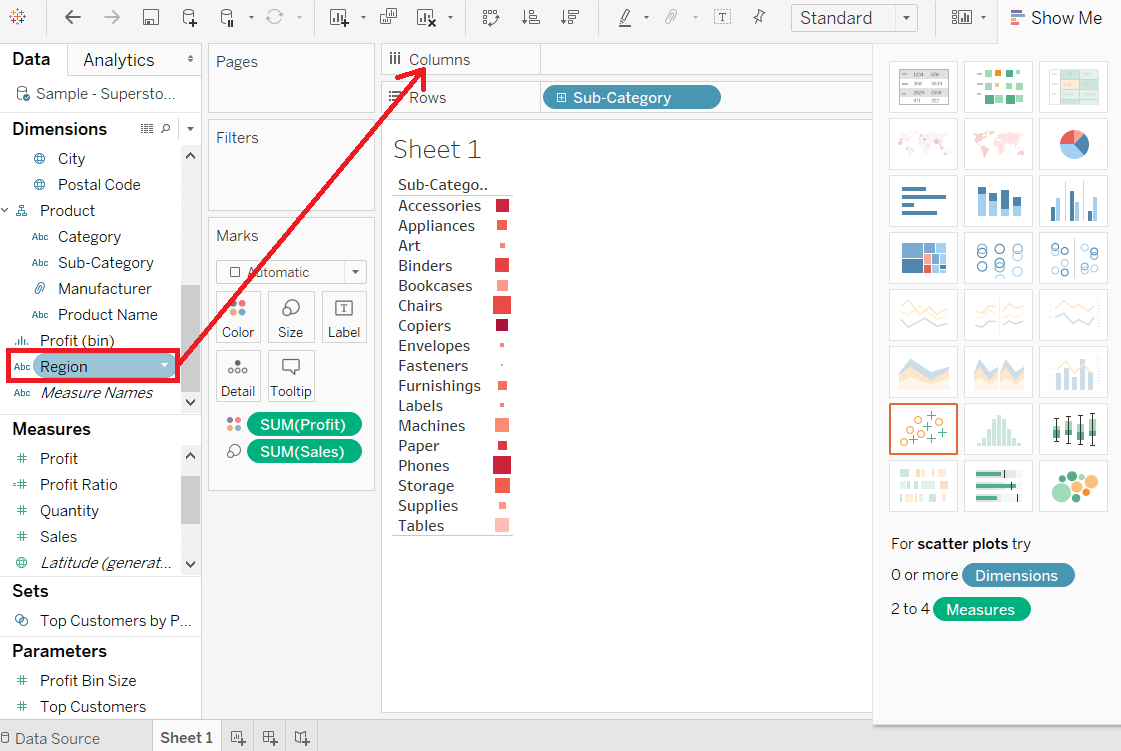 Standard
Show Me
Data
Analytics
Sample - Supersto...
Dimensions
City
Postal Code
Product
Abc Category
Abc Sub-Category
Manufacturer
Abc Product Name
Profit (bin)
Abc Region
Abc Measure Names
Measures
Profit
Profit Ratio
Quantity
Sales
Latitude (generat...
Sets
Top Customers by P...
Parameters
Profit Bin Size
Top Customers
Pages
Filters
Marks
Automatic
Color
Size
T
Label
Detail
Tooltip
SUM(Profit)
SUM(Sales)
Columns
Rows
Sub-Category
Sheet 1
Sub-Catego..
Accessories
Appliances
Art
Binders
Bookcases
Chairs
Copiers
Envelopes
Fasteners
Furnishings
Labels
Machines
Paper
Phones
Storage
Supplies
Tables
For scatter plots try
0 or more Dimensions
2 to 4 Measures
Data Source
Sheet 1